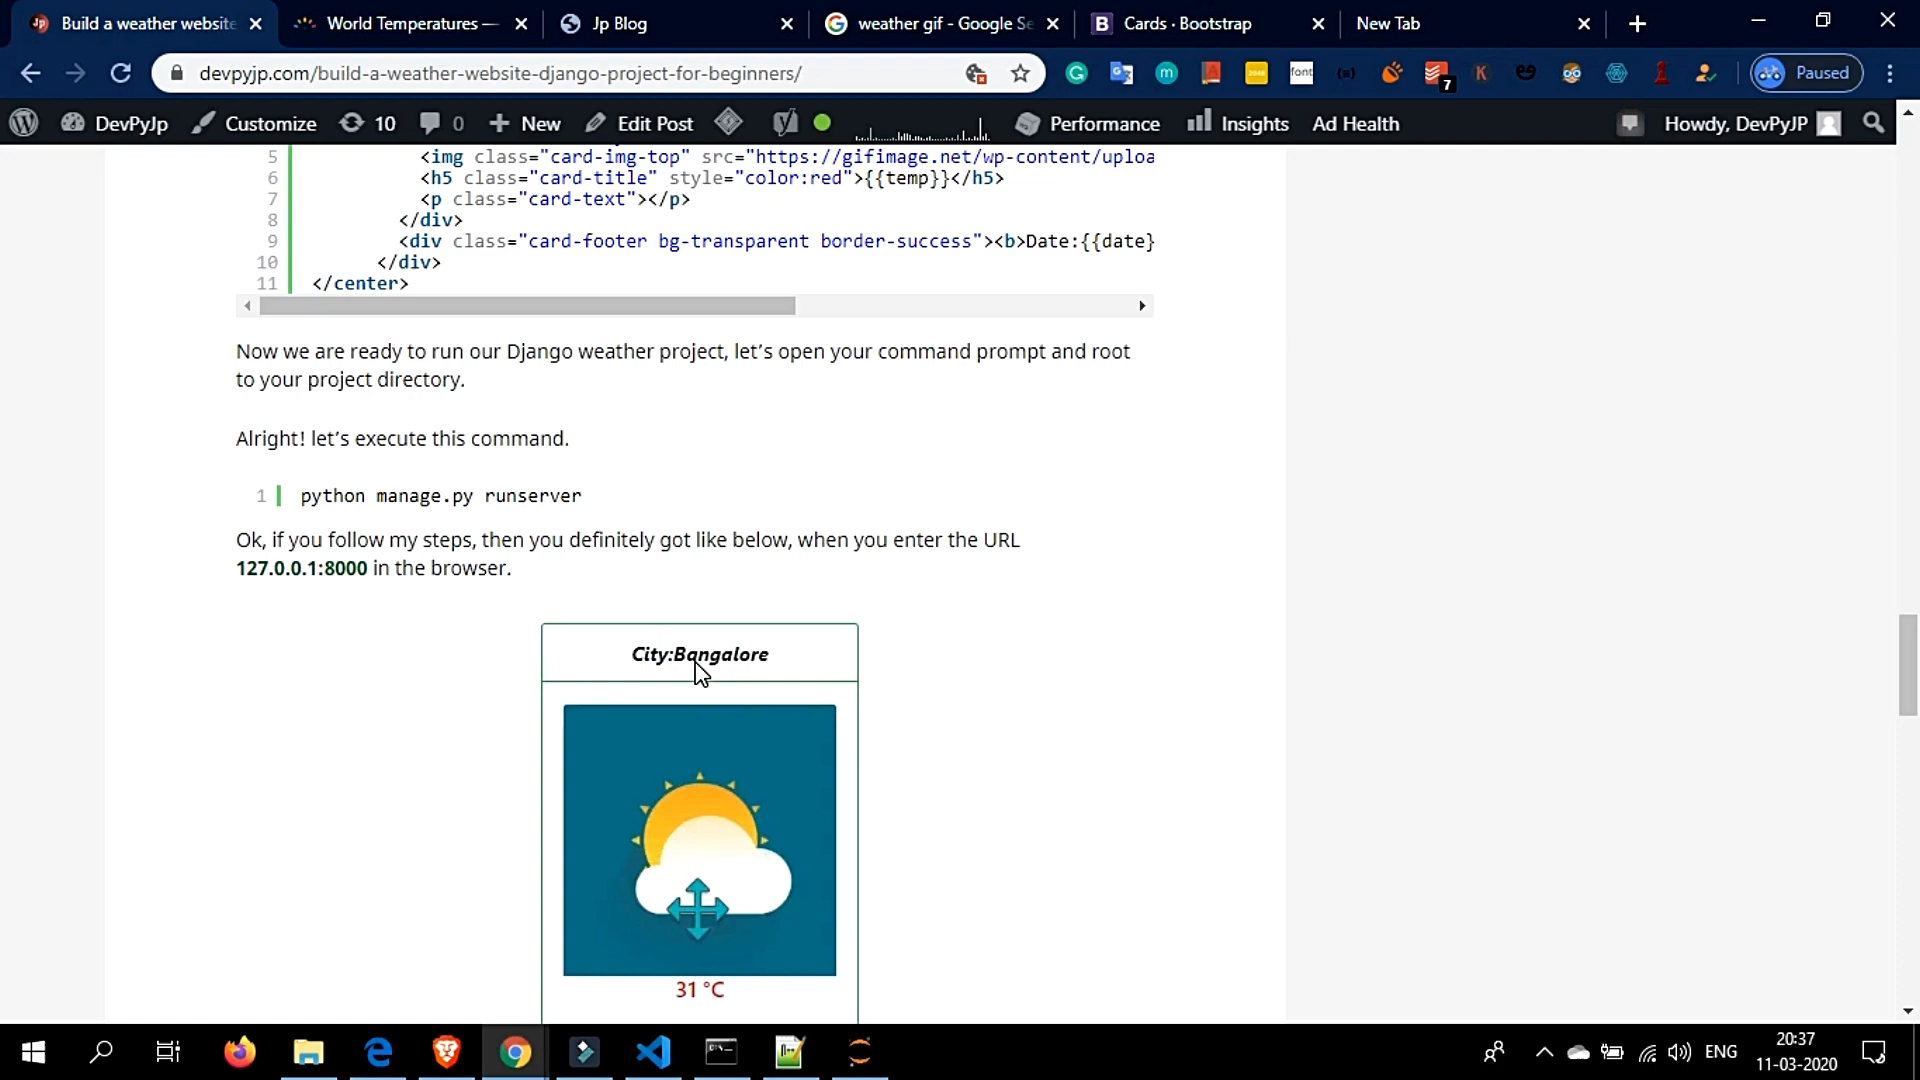 Build a weather website
World Temperatures —
Jp Blog
weather gif - Google Se
Cards · Bootstrap
New Tab
devpyjp.com/build-a-weather-website-django-project-for-beginners/
font
7
K
Paused
DevPyJp
Customize
10
0
New
Edit Post
Performance
Insights
Ad Health
Howdy, DevPyJP
5 <img class="card-img-top" src="https://gifimage.net/wp-content/uploa
6 <h5 class="card-title" style="color:red">{{temp}}</h5>
7 <p class="card-text"></p>
8 </div>
9 <div class="card-footer bg-transparent border-success"><b>Date:{{date}
10 </div>
11 </center>
Now we are ready to run our Django weather project, let’s open your command prompt and root
to your project directory.
Alright! let’s execute this command.
1 python manage.py runserver
Ok, if you follow my steps, then you definitely got like below, when you enter the URL
127.0.0.1:8000 in the browser.
City:Bangalore
31 °C
ENG
20:37
11-03-2020